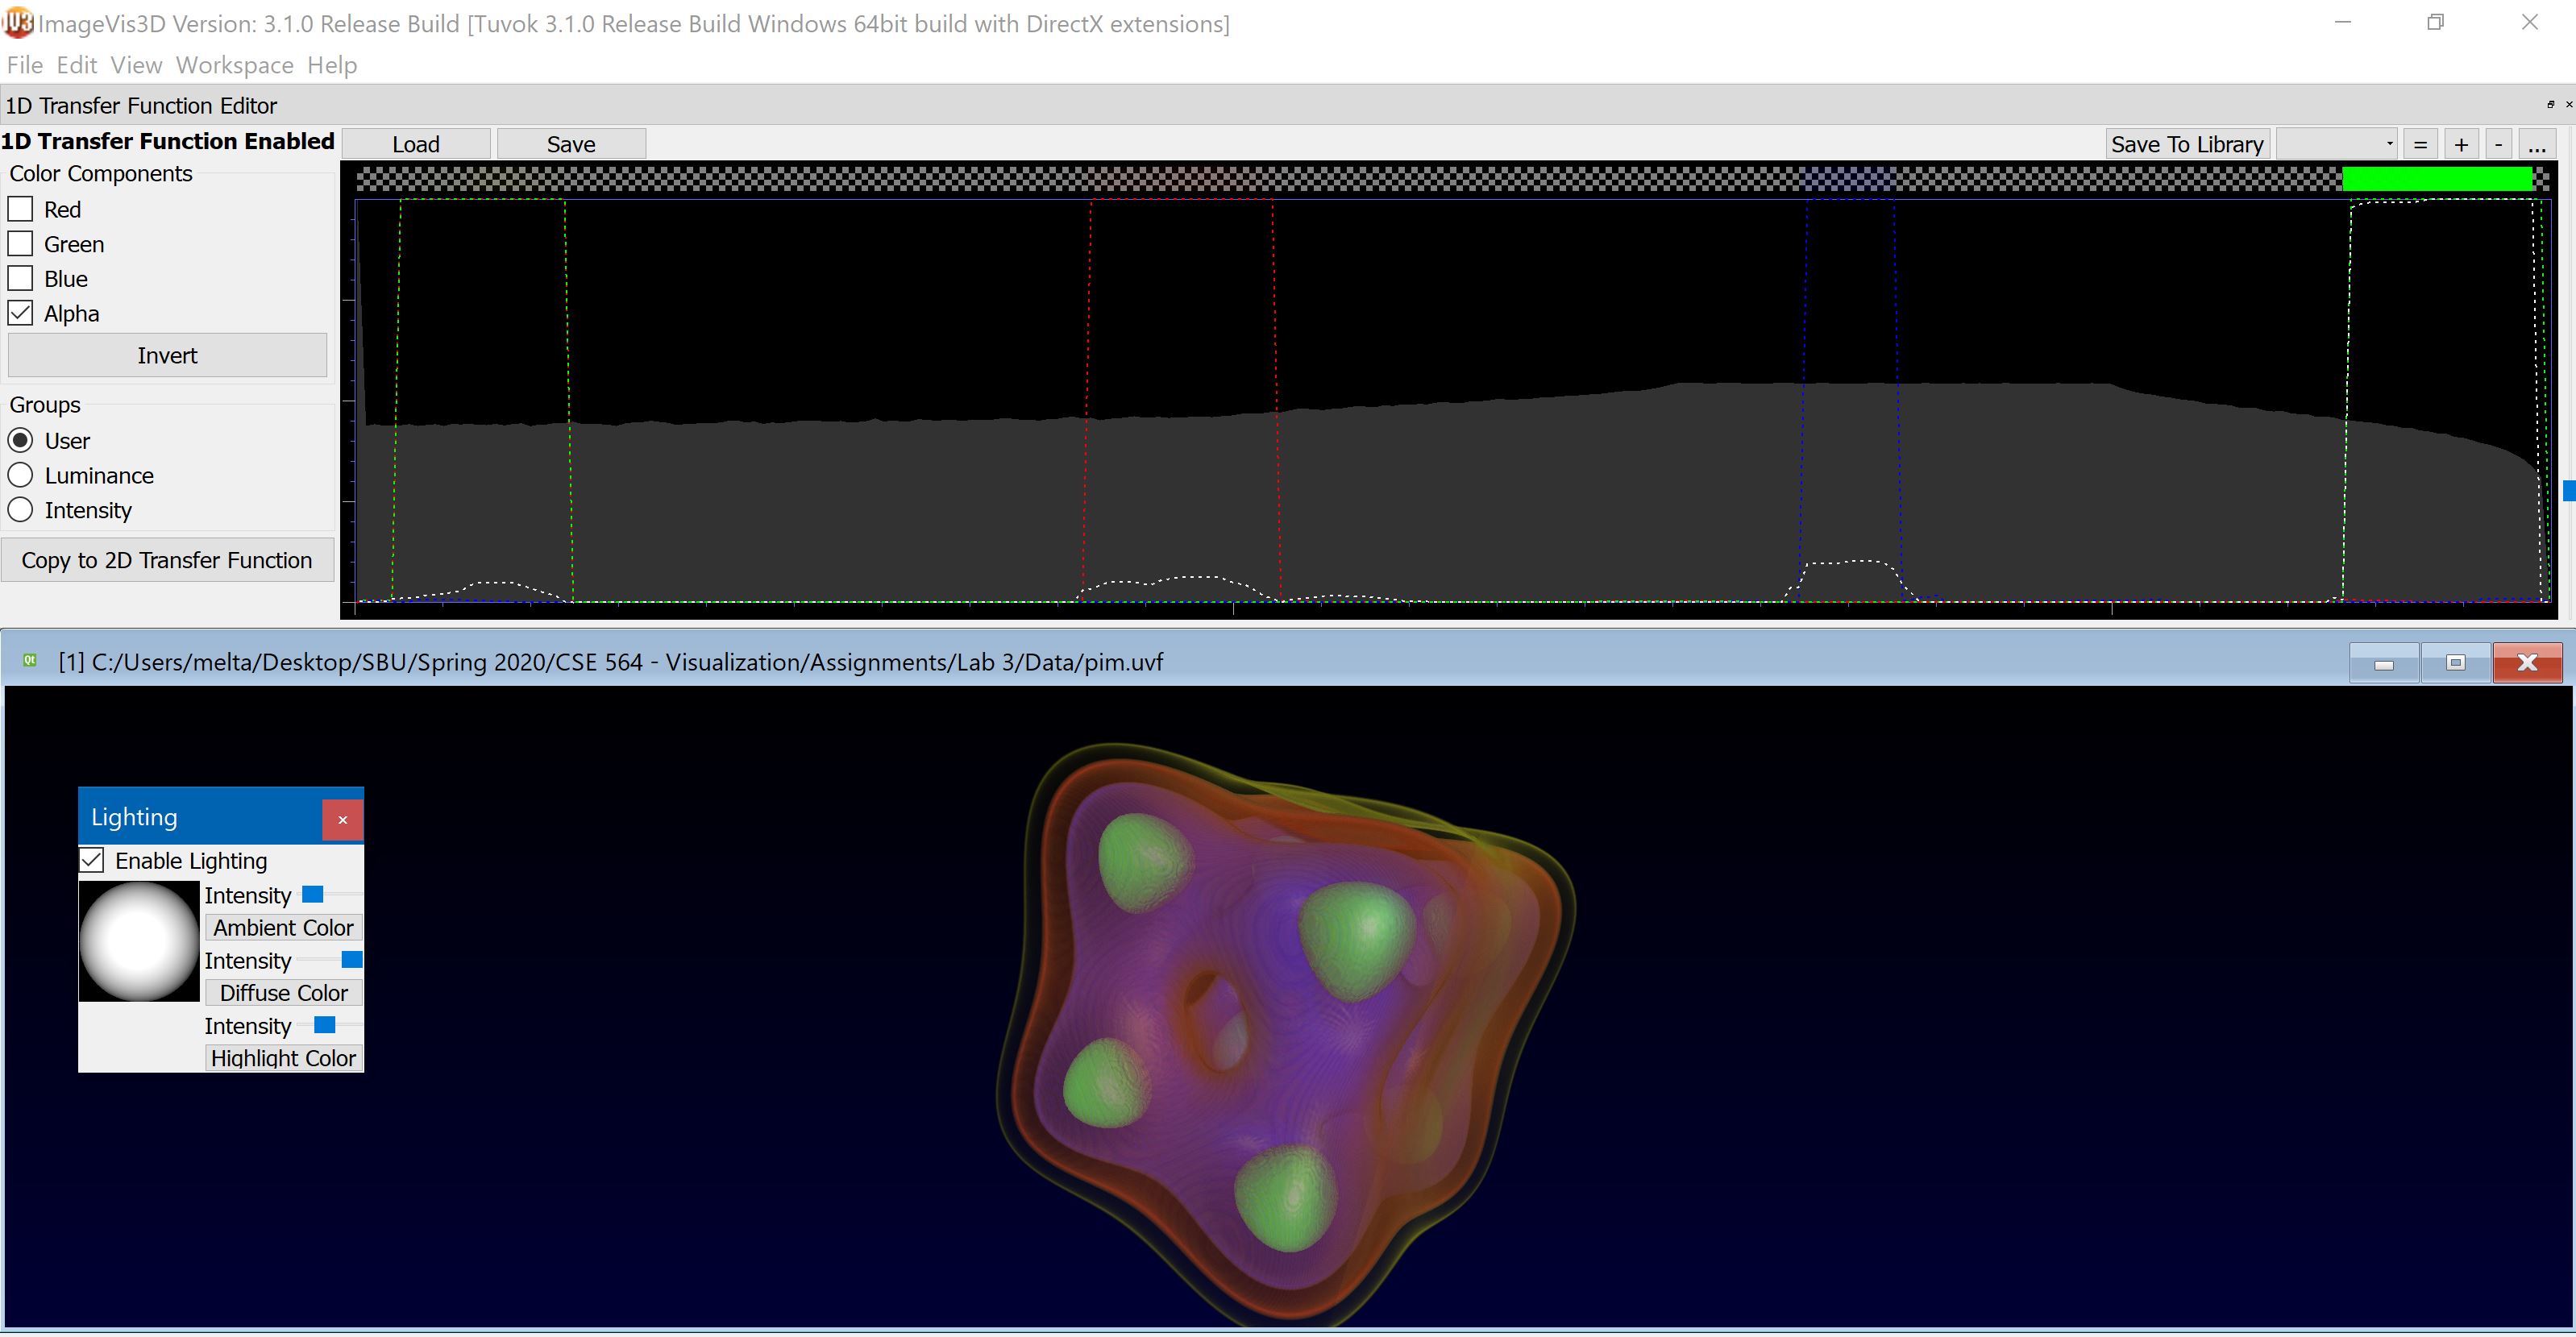 IV3 ImageVis3D Version: 3.1.0 Release Build [Tuvok 3.1.0 Release Build Windows 64bit build with DirectX extensions]
File Edit View Workspace Help
1D Transfer Function Editor
1D Transfer Function Enabled
Load
Save
Save To Library
=
+
-
...
Color Components
Red
Green
Blue
Alpha
Invert
Groups
User
Luminance
Intensity
Copy to 2D Transfer Function
Qt [1] C:/Users/melta/Desktop/SBU/Spring 2020/CSE 564 - Visualization/Assignments/Lab 3/Data/pim.uvf
Lighting
Enable Lighting
Intensity
Ambient Color
Intensity
Diffuse Color
Intensity
Highlight Color